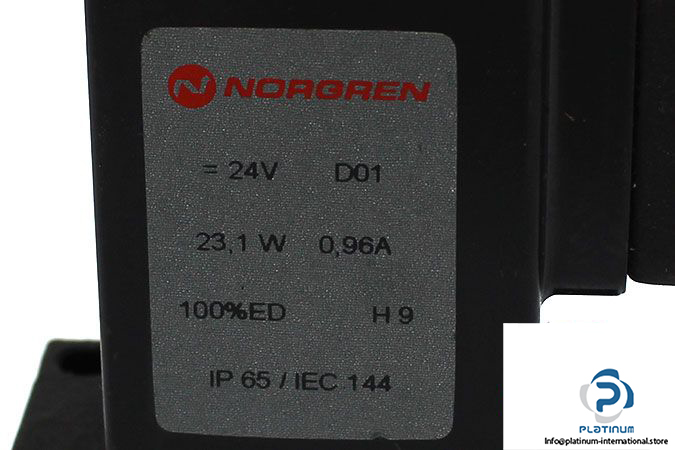 NORGREN
= 24V D01
23,1 W 0,96A
100%ED H 9
IP 65 / IEC 144
PLATINUM
info@platinum-international.store